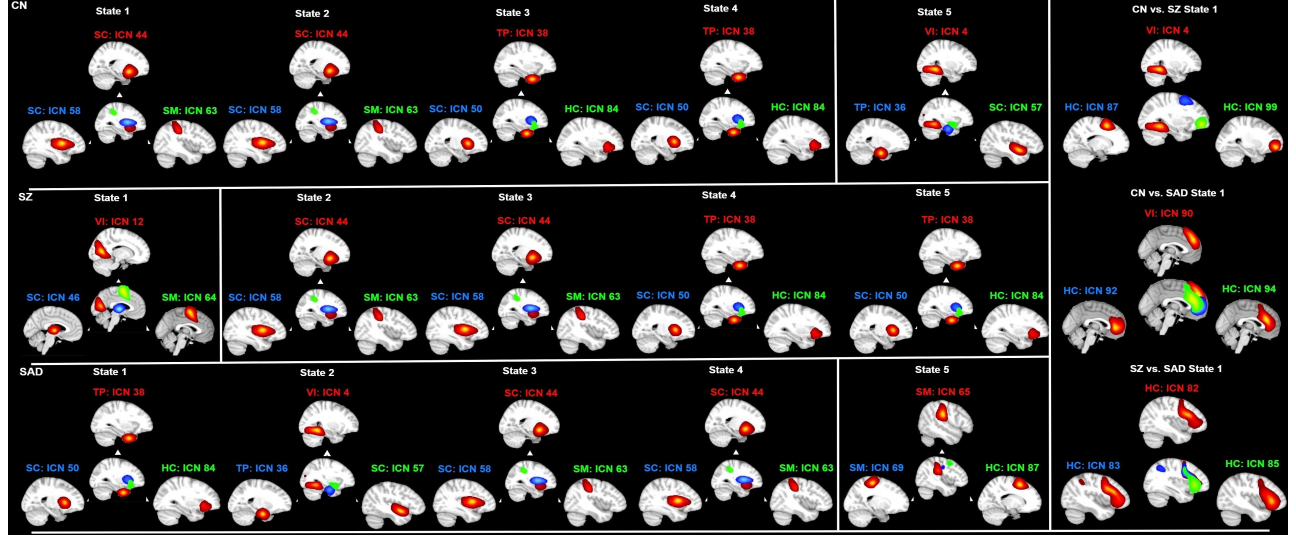 CN
State 1
State 2
State 3
State 4
State 5
CN vs. SZ State 1
SC: ICN 44
SC: ICN 44
TP: ICN 38
TP: ICN 38
VI: ICN 4
VI: ICN 4
SC: ICN 58
SM: ICN 63
SC: ICN 58
SM: ICN 63
SC: ICN 50
HC: ICN 84
SC: ICN 50
HC: ICN 84
TP: ICN 36
SC: ICN 57
HC: ICN 87
HC: ICN 99
SZ
State 1
State 2
State 3
State 4
State 5
CN vs. SAD State 1
VI: ICN 12
SC: ICN 44
SC: ICN 44
TP: ICN 38
TP: ICN 38
VI: ICN 90
SC: ICN 46
SM: ICN 64
SC: ICN 58
SM: ICN 63
SC: ICN 58
SM: ICN 63
SC: ICN 50
HC: ICN 84
SC: ICN 50
HC: ICN 84
HC: ICN 92
HC: ICN 94
SAD
State 1
State 2
State 3
State 4
State 5
SZ vs. SAD State 1
TP: ICN 38
VI: ICN 4
SC: ICN 44
SC: ICN 44
SM: ICN 65
HC: ICN 82
SC: ICN 50
HC: ICN 84
TP: ICN 36
SC: ICN 57
SC: ICN 58
SM: ICN 63
SC: ICN 58
SM: ICN 63
SM: ICN 69
HC: ICN 87
HC: ICN 83
HC: ICN 85